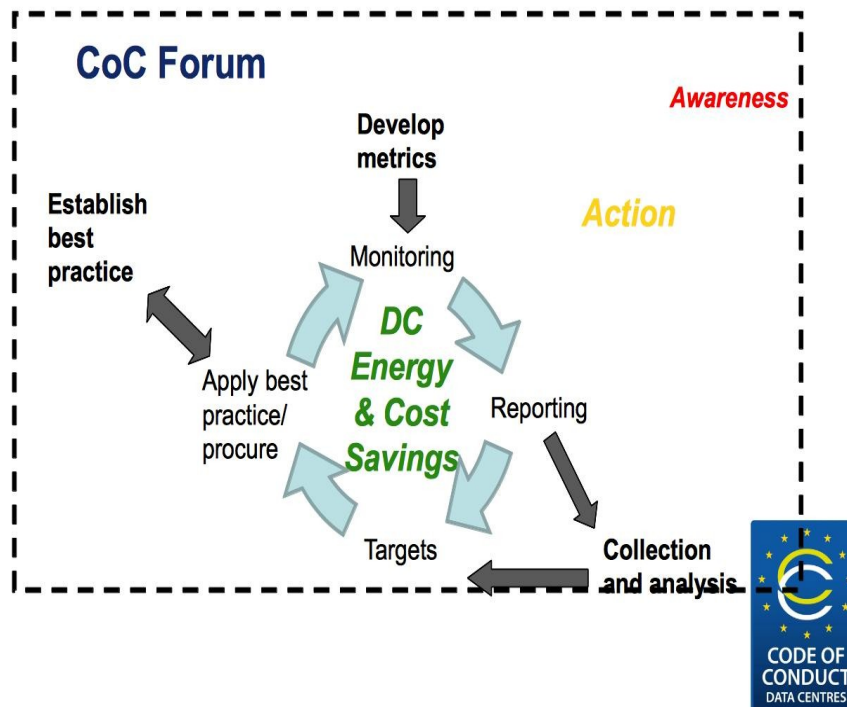 CoC Forum
Awareness
Develop
metrics
Action
Establish
best
practice
Monitoring
DC
Energy
& Cost
Savings
Apply best
practice/
procure
Reporting
Targets
Collection
and analysis
CODE OF
CONDUCT
DATA CENTRES